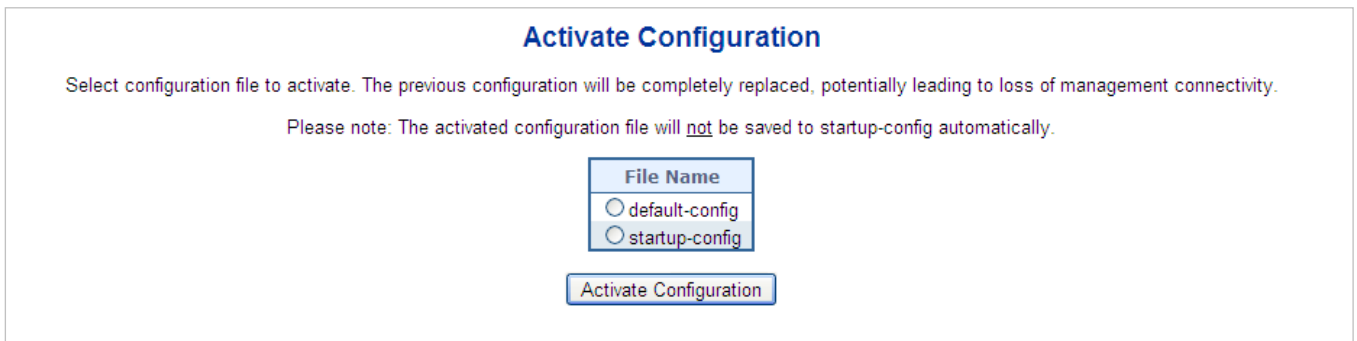 Activate Configuration
Select configuration file to activate. The previous configuration will be completely replaced, potentially leading to loss of management connectivity.
Please note: The activated configuration file will not be saved to startup-config automatically.
File Name
default-config
startup-config
Activate Configuration